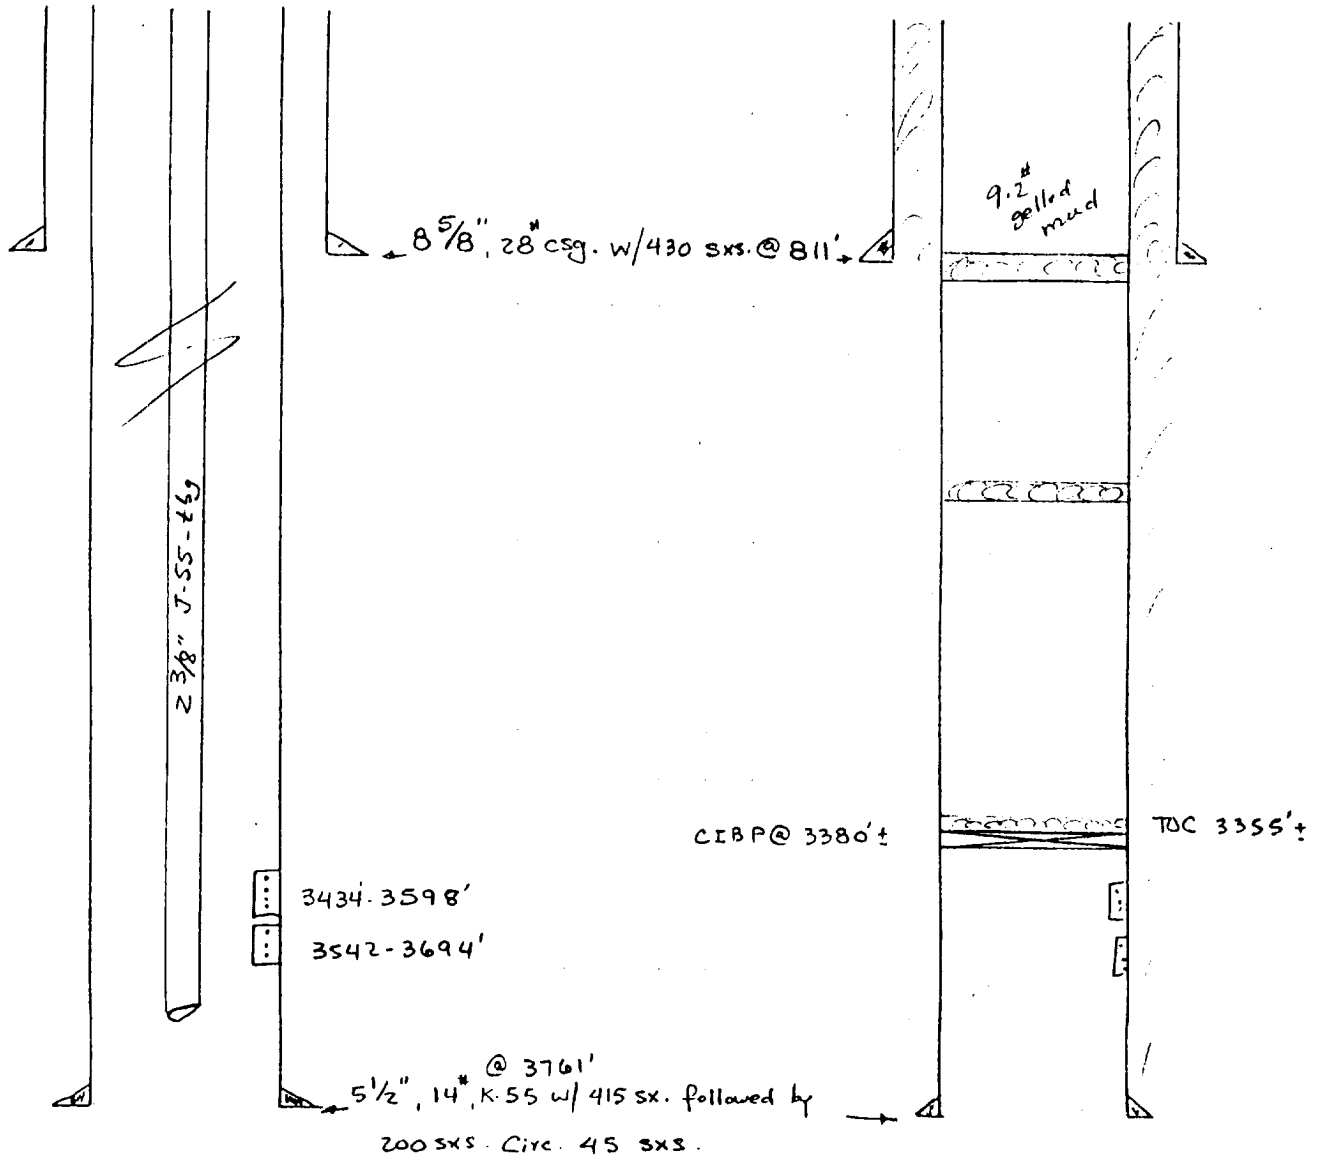 9.2#
gelled
mud
8 5/8", 28# csg. w/430 sxs. @ 811'
2 3/8" J-55-tbg
CIBP @ 3380' ±
TOC 3355' ±
3434-3598'
3542-3694'
@ 3761'
5 1/2", 14#, K-55 w/ 415 sx. followed by
200 sxs. Circ. 45 sxs.